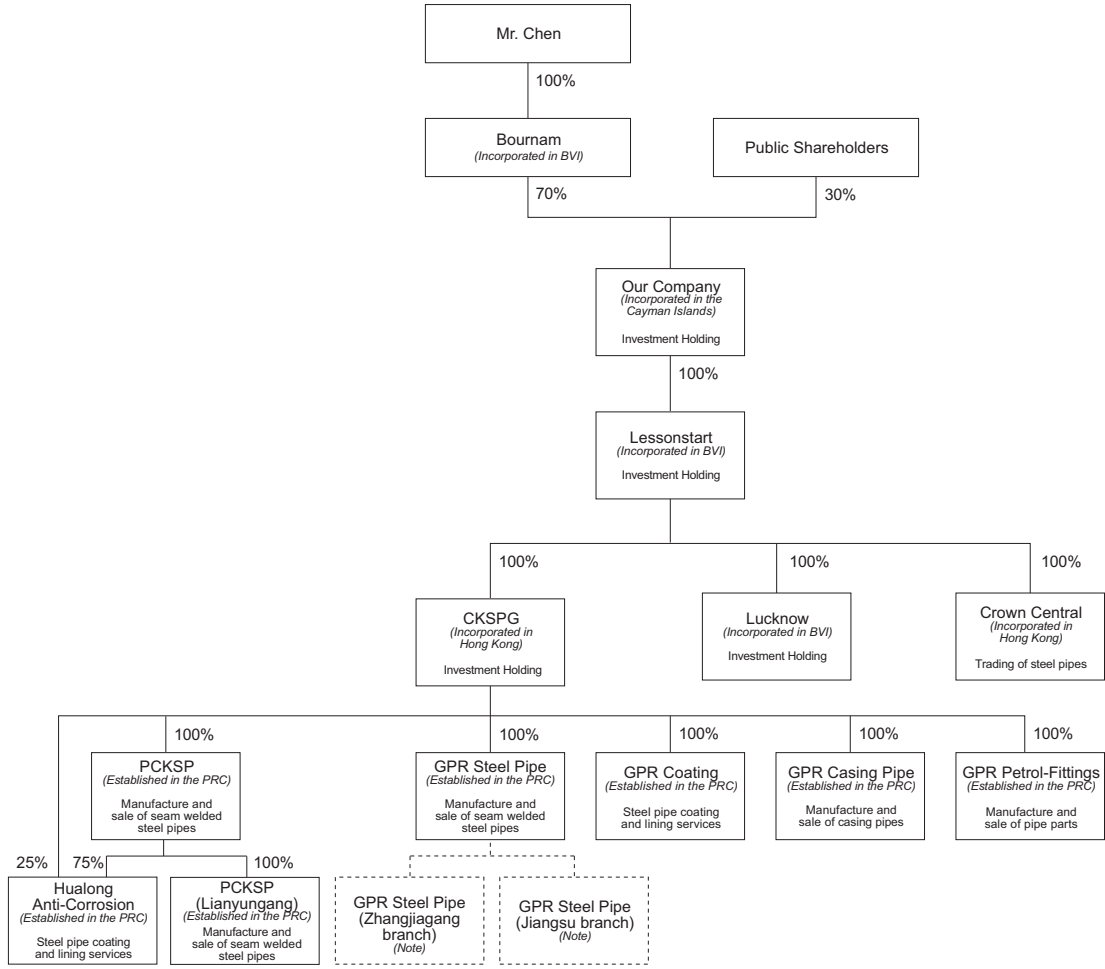 Mr. Chen
100%
Bournam
(Incorporated in BVI)
Public Shareholders
70%
30%
Our Company
(Incorporated in the
Cayman Islands)
Investment Holding
100%
Lessonstart
(Incorporated in BVI)
Investment Holding
100%
100%
100%
CKSPG
(Incorporated in
Hong Kong)
Investment Holding
Lucknow
(Incorporated in BVI)
Investment Holding
Crown Central
(Incorporated in
Hong Kong)
Trading of steel pipes
100%
100%
100%
100%
100%
PCKSP
(Established in the PRC)
Manufacture and
sale of seam welded
steel pipes
GPR Steel Pipe
(Established in the PRC)
Manufacture and
sale of seam welded
steel pipes
GPR Coating
(Established in the PRC)
Steel pipe coating
and lining services
GPR Casing Pipe
(Established in the PRC)
Manufacture and
sale of casing pipes
GPR Petrol-Fittings
(Established in the PRC)
Manufacture and
sale of pipe parts
25%
75%
100%
Hualong
Anti-Corrosion
(Established in the PRC)
Steel pipe coating
and lining services
PCKSP
(Lianyungang)
(Established in the PRC)
Manufacture and
sale of seam welded
steel pipes
GPR Steel Pipe
(Zhangjiagang
branch)
(Note)
GPR Steel Pipe
(Jiangsu branch)
(Note)